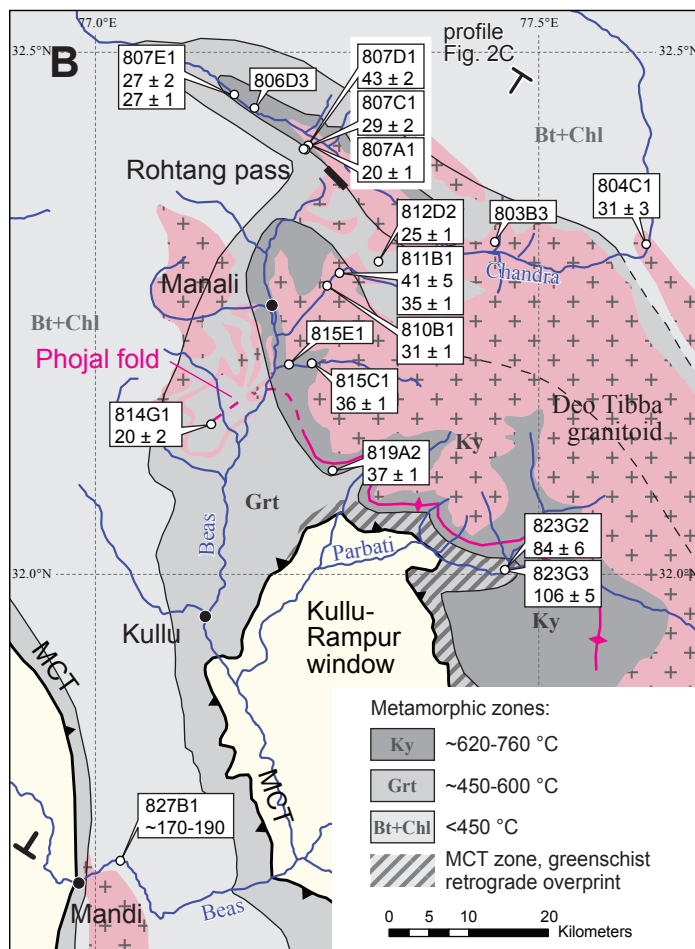 77.0°E
77.5°E
32.5°N
32.5°N
B
profile
Fig. 2C
807E1
27 ± 2
27 ± 1
806D3
807D1
43 ± 2
807C1
29 ± 2
807A1
20 ± 1
Bt+Chl
Rohtang pass
812D2
25 ± 1
803B3
804C1
31 ± 3
811B1
41 ± 5
35 ± 1
Chandra
Manali
810B1
31 ± 1
Bt+Chl
815E1
Phojal fold
815C1
36 ± 1
Deo Tibba
granitoid
814G1
20 ± 2
Ky
819A2
37 ± 1
Grt
Beas
823G2
84 ± 6
823G3
106 ± 5
Parbati
32.0°N
32.0°N
Kullu
Kullu-
Rampur
window
Ky
MCT
MCT
827B1
~170-190
Mandi
Beas
Metamorphic zones:
Ky ~620-760 °C
Grt ~450-600 °C
Bt+Chl <450 °C
MCT zone, greenschist
retrograde overprint
0 5 10 20
Kilometers